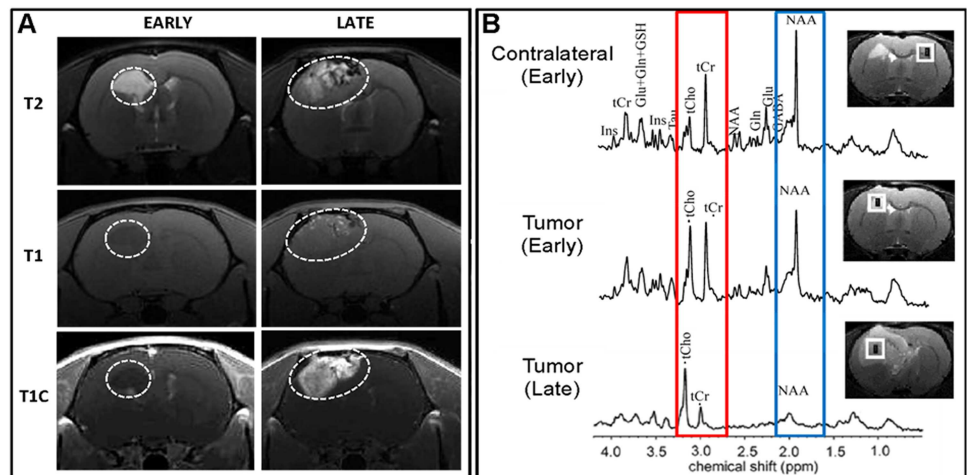 A
EARLY
LATE
T2
T1
T1C
B
Contralateral
(Early)
Ins
tCr
Glu+Gln+GSH
Ins
Tau
tCho
tCr
NAA
Gln
Glu
GABA
NAA
Tumor
(Early)
tCho
tCr
NAA
Tumor
(Late)
tCho
tCr
NAA
4.0 3.5 3.0 2.5 2.0 1.5 1.0
chemical shift (ppm)